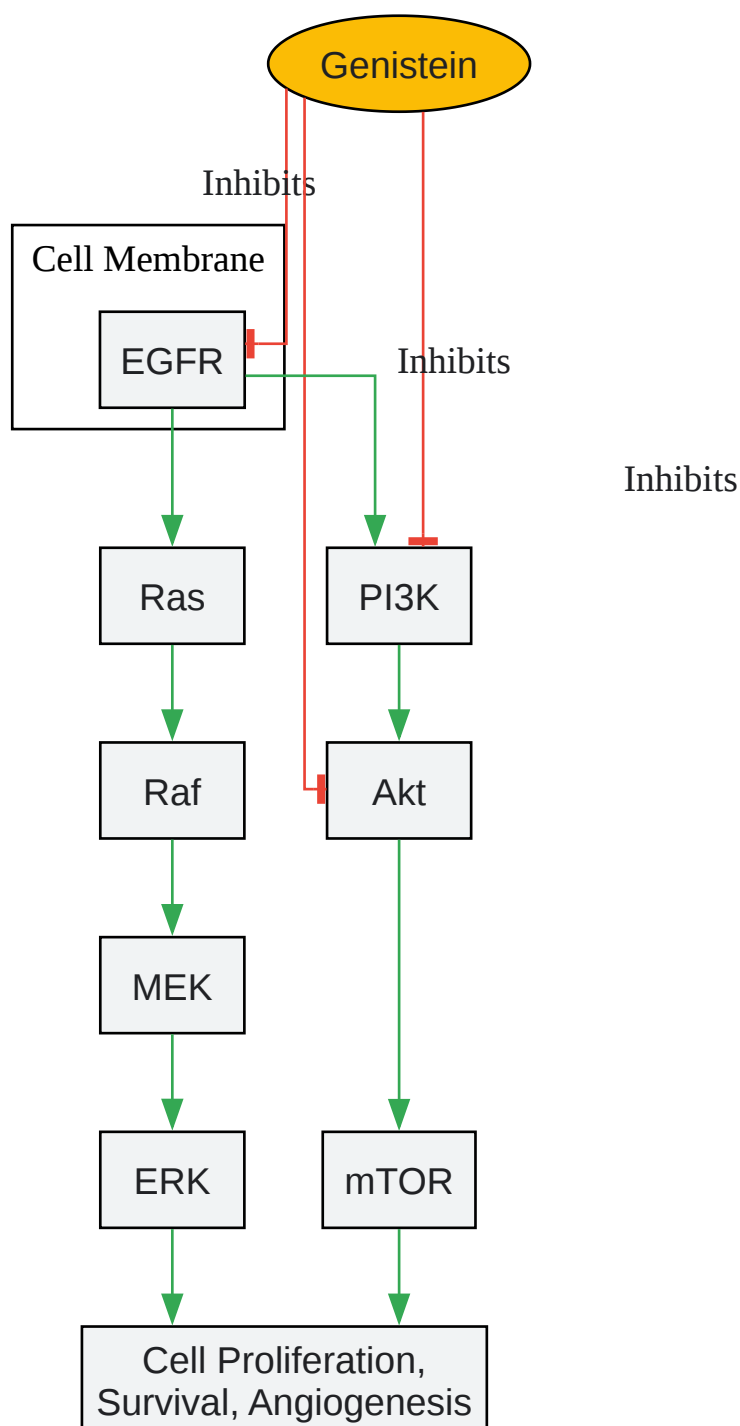 Genistein
Inhibits
Cell Membrane
EGFR
Inhibits
Inhibits
Ras
PI3K
Raf
Akt
MEK
ERK
mTOR
Cell Proliferation,
Survival, Angiogenesis